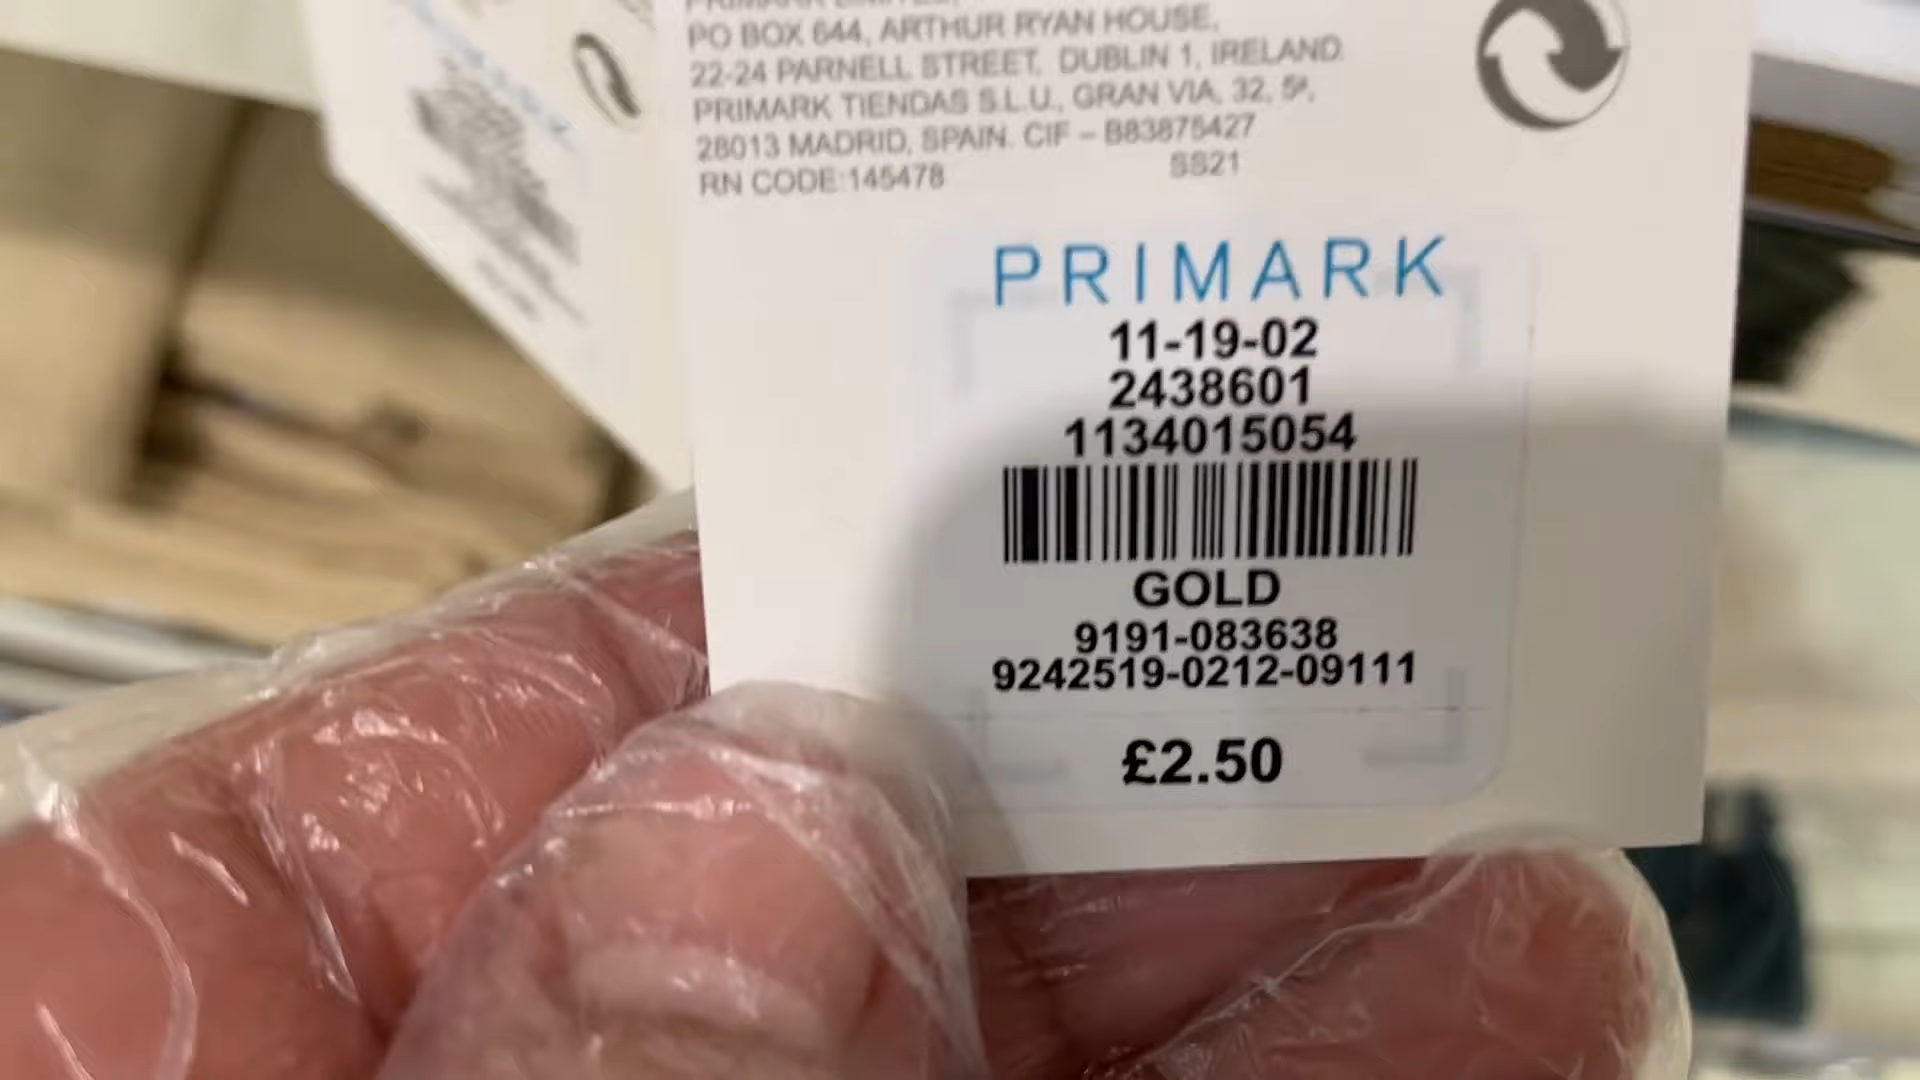 PRIMARK LIMITED,
PO BOX 644, ARTHUR RYAN HOUSE,
22-24 PARNELL STREET, DUBLIN 1, IRELAND.
PRIMARK TIENDAS S.L.U., GRAN VIA, 32, 5ª,
28013 MADRID, SPAIN. CIF – B83875427
RN CODE:145478 SS21
PRIMARK
11-19-02
2438601
1134015054
GOLD
9191-083638
9242519-0212-09111
£2.50